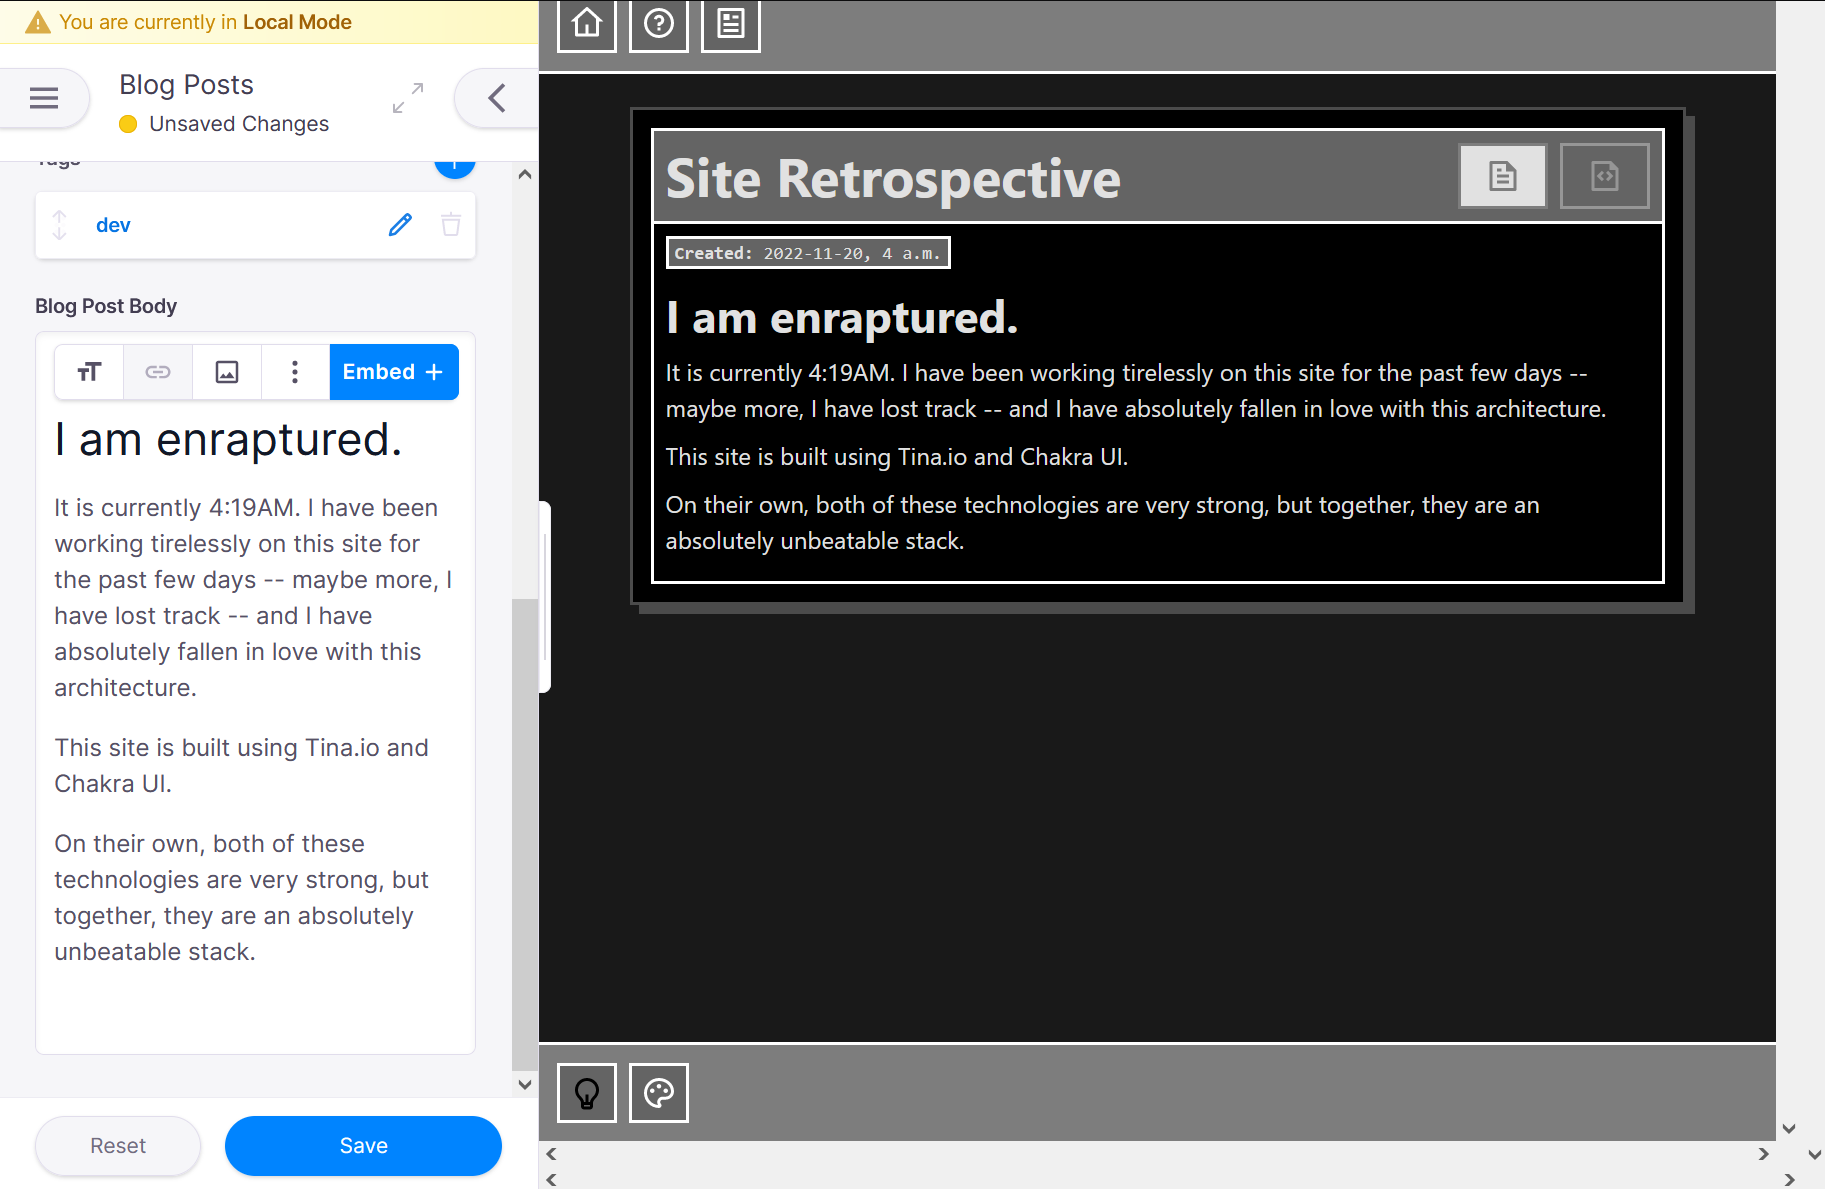 You are currently in Local Mode
Blog Posts
Unsaved Changes
Tags
dev
Blog Post Body
Embed +
I am enraptured.
It is currently 4:19AM. I have been
working tirelessly on this site for
the past few days -- maybe more, I
have lost track -- and I have
absolutely fallen in love with this
architecture.
This site is built using Tina.io and
Chakra UI.
On their own, both of these
technologies are very strong, but
together, they are an absolutely
unbeatable stack.
Reset
Save
Site Retrospective
Created: 2022-11-20, 4 a.m.
I am enraptured.
It is currently 4:19AM. I have been working tirelessly on this site for the past few days --
maybe more, I have lost track -- and I have absolutely fallen in love with this architecture.
This site is built using Tina.io and Chakra UI.
On their own, both of these technologies are very strong, but together, they are an
absolutely unbeatable stack.